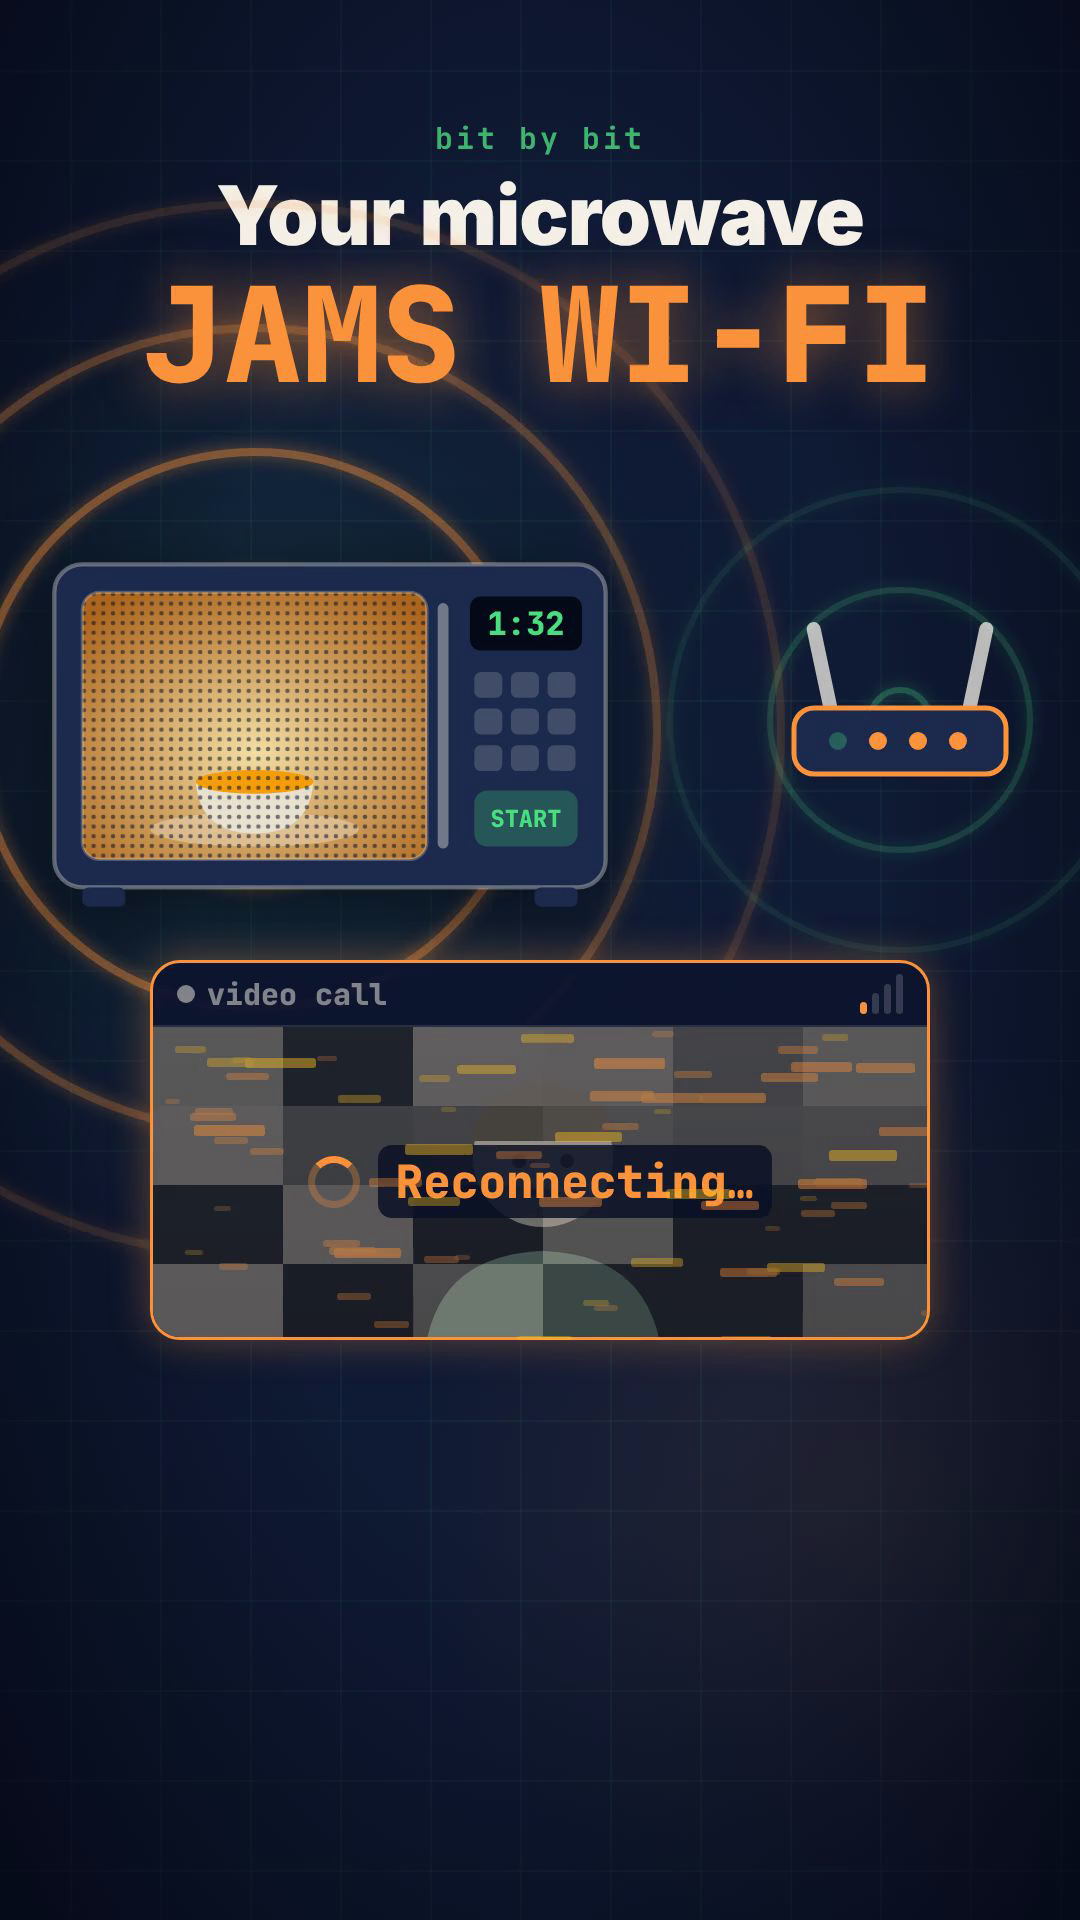 bit by bit
Your microwave
JAMS WI-FI
1:32
START
video call
Reconnecting…